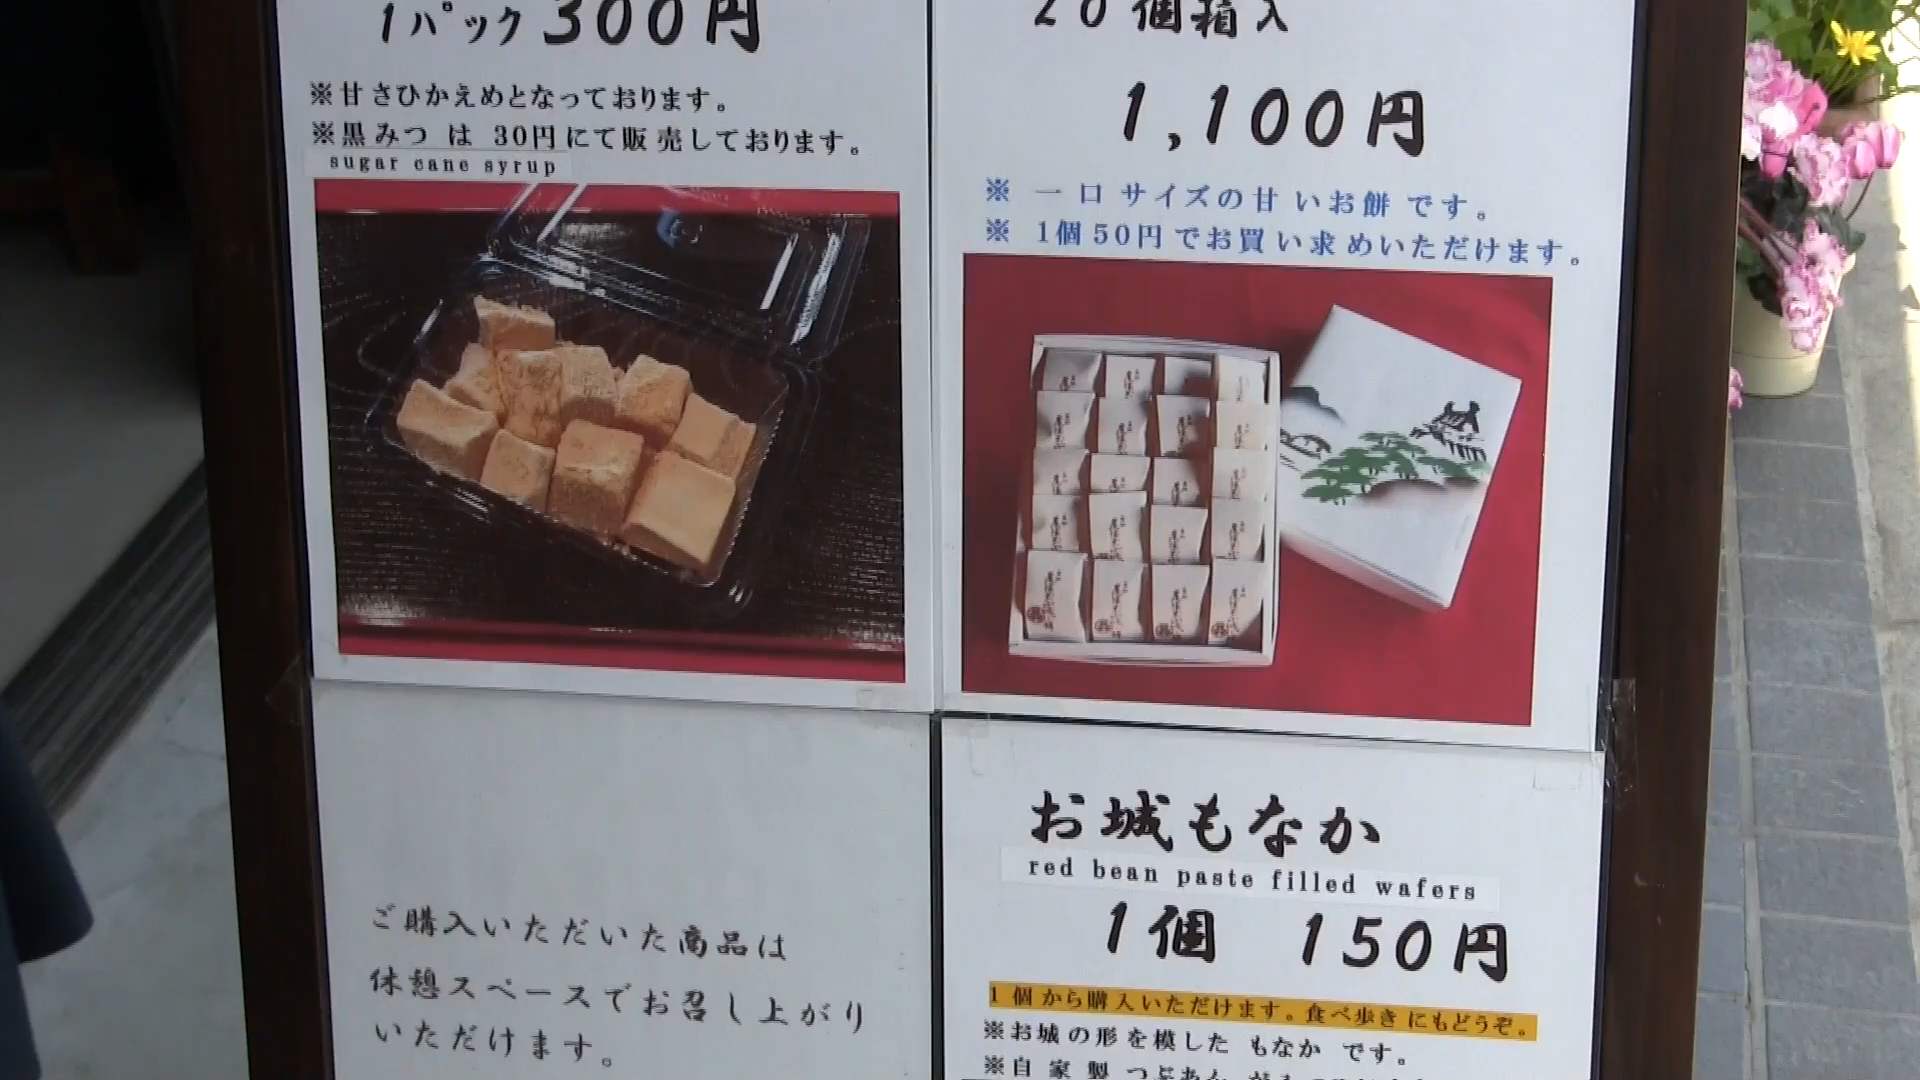 1パック300円
※甘さひかえめとなっております。
※黒みつ は 30円にて販売しております。
sugar cane syrup
20個箱入
1,100円
※ 一口サイズの甘いお餅です。
※ 1個50円でお買い求めいただけます。
ご購入いただいた商品は
休憩スペースでお召し上がり
いただけます。
お城もなか
red bean paste filled wafers
1個 150円
1個から購入いただけます。食べ歩きにもどうぞ。
※お城の形を模した もなか です。
※自家製 つぶあん